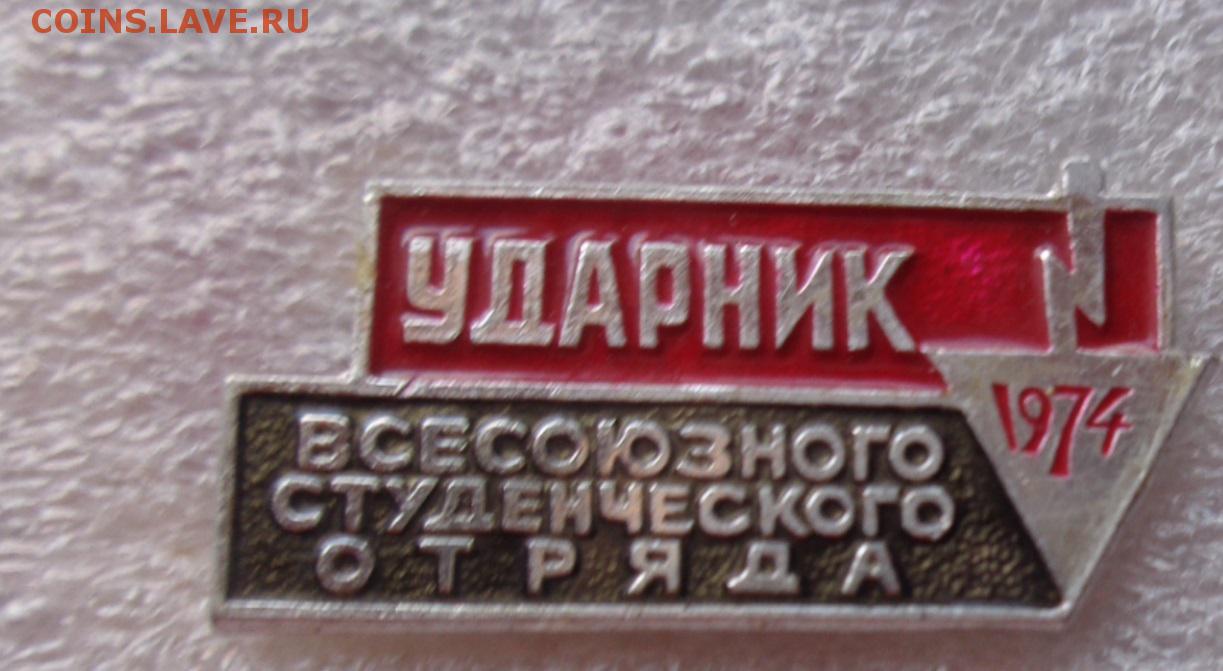 COINS.LAVE.RU
УДАРНИК
1974
ВСЕСОЮЗНОГО
СТУДЕНЧЕСКОГО
ОТРЯДА